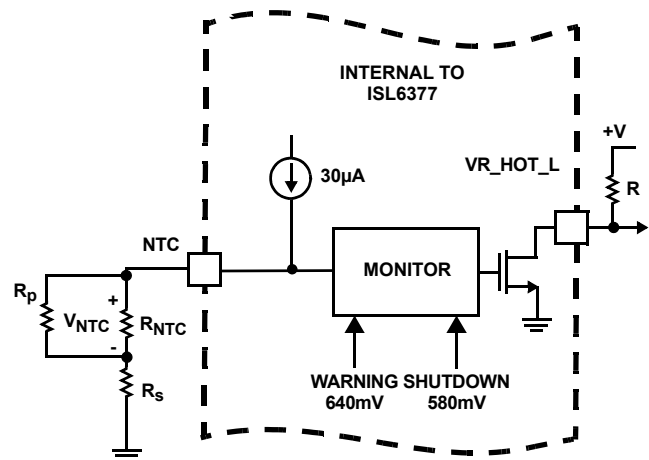 INTERNAL TO
ISL6377
+V
VR_HOT_L
R
30µA
NTC
MONITOR
Rp
+
VNTC
RNTC
-
Rs
WARNING SHUTDOWN
640mV 580mV